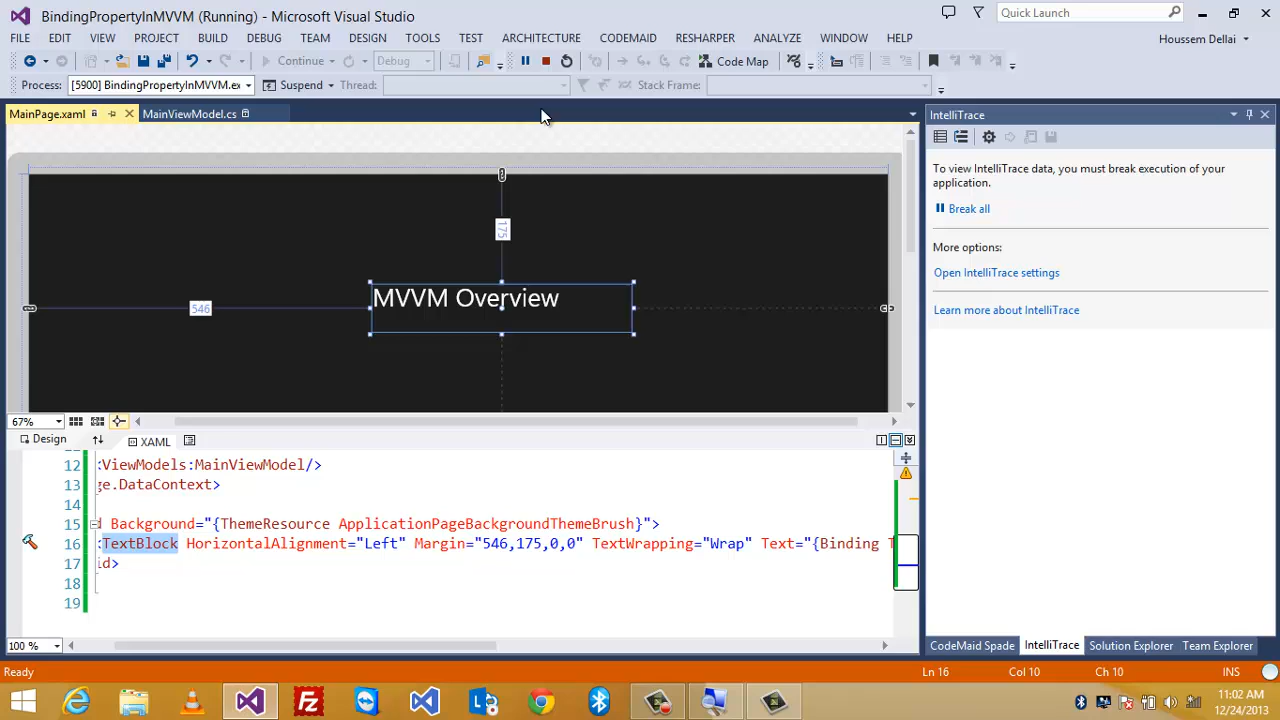 BindingPropertyInMVVM (Running) - Microsoft Visual Studio
Quick Launch
FILE EDIT VIEW PROJECT BUILD DEBUG TEAM DESIGN TOOLS TEST ARCHITECTURE CODEMAID RESHARPER ANALYZE WINDOW HELP Houssem Dellai
Continue Debug Code Map
Process: [5900] BindingPropertyInMVVM.ex Suspend Thread: Stack Frame:
MainPage.xaml MainViewModel.cs
IntelliTrace
To view IntelliTrace data, you must break execution of your
application.
Break all
More options:
Open IntelliTrace settings
Learn more about IntelliTrace
175
MVVM Overview
546
67%
Design XAML
12 :ViewModels:MainViewModel/>
13 ge.DataContext>
14
15 d Background="{ThemeResource ApplicationPageBackgroundThemeBrush}">
16 :TextBlock HorizontalAlignment="Left" Margin="546,175,0,0" TextWrapping="Wrap" Text="{Binding T
17 id>
18
19
100 %
CodeMaid Spade IntelliTrace Solution Explorer Team Explorer
Ready Ln 16 Col 10 Ch 10 INS
11:02 AM
12/24/2013